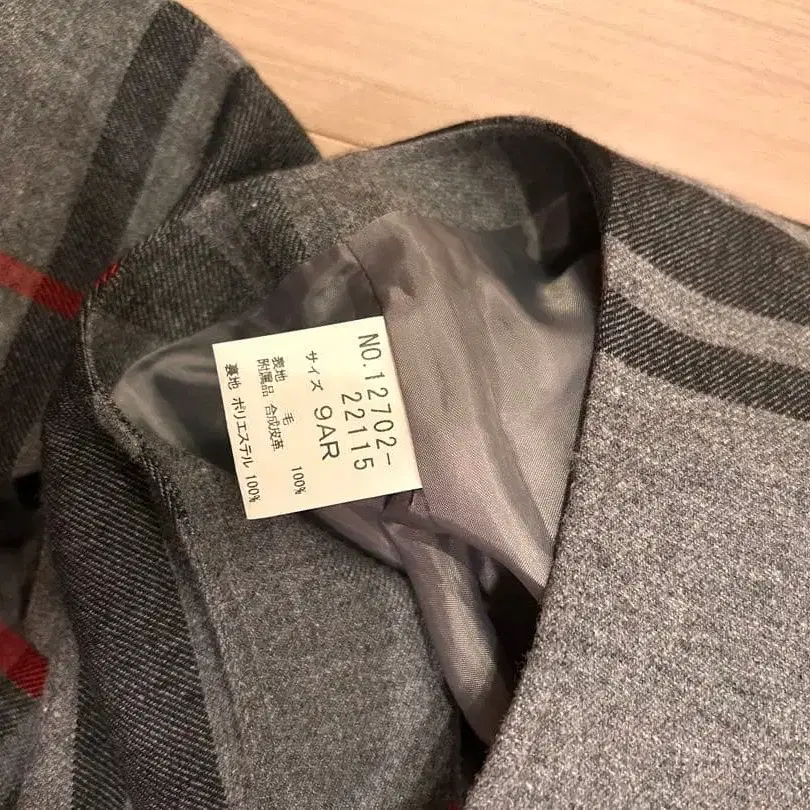 NO.12702-
22115
サイズ 9AR
表地 毛 100%
附属品 合成皮革
裏地 ポリエステル 100%